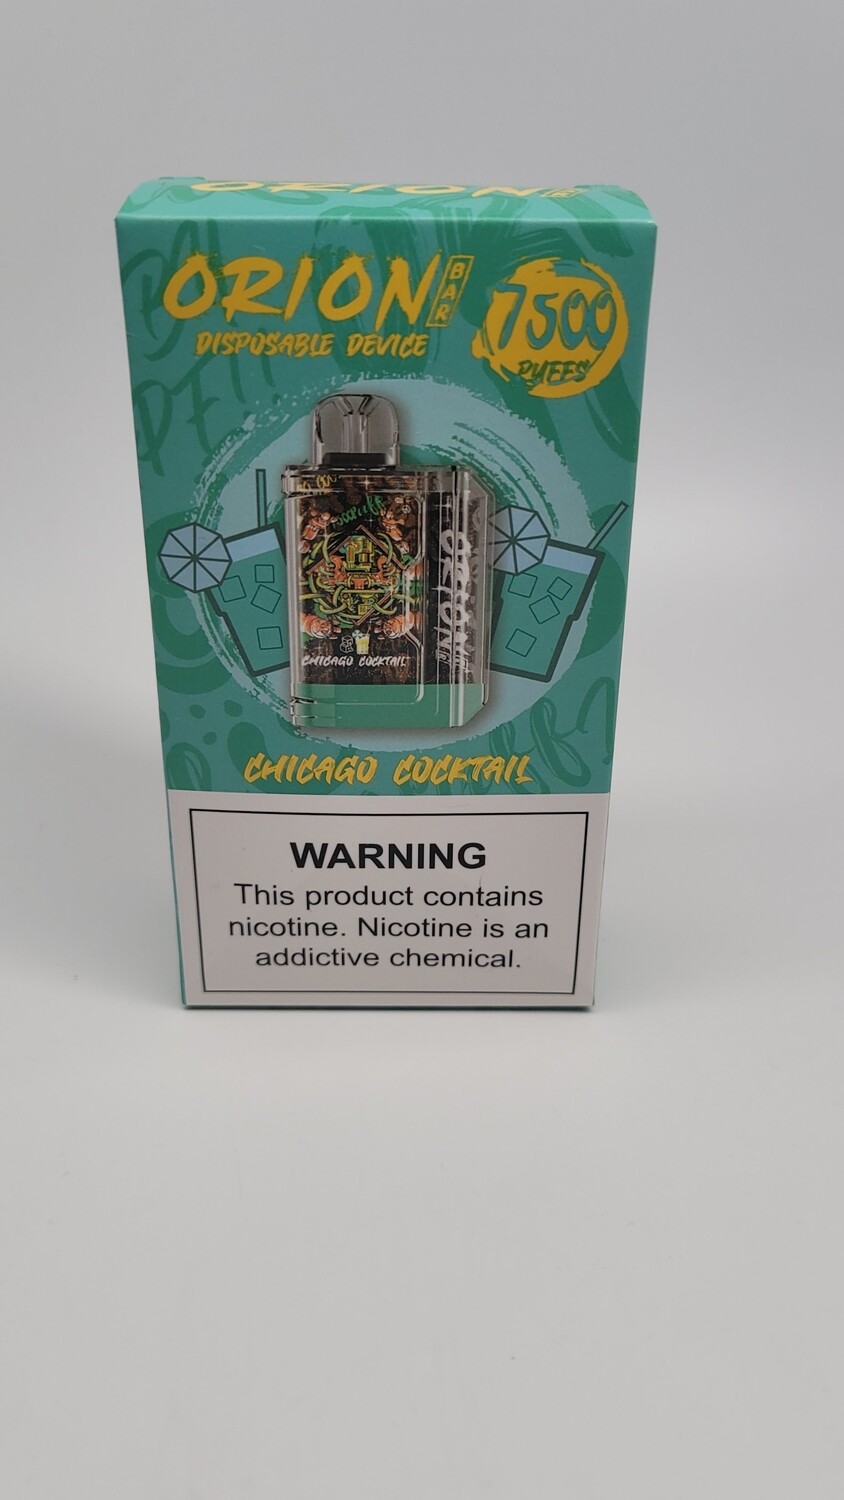 ORION BAR
ORION BAR
DISPOSABLE DEVICE
7500
PUFFS
ORION
CHICAGO COCKTAIL
CHICAGO COCKTAIL
WARNING
This product contains
nicotine. Nicotine is an
addictive chemical.